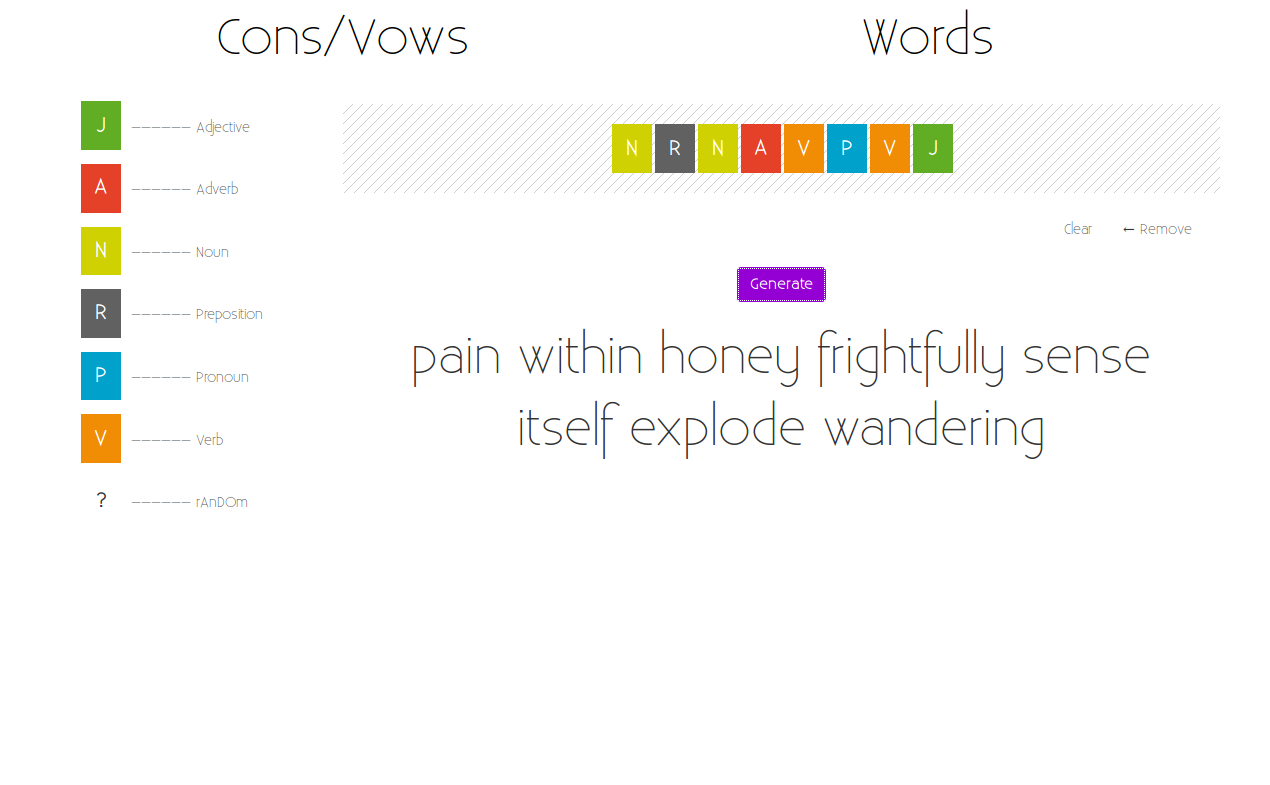 Cons/Vows Words
J —————— Adjective
A —————— Adverb
N —————— Noun
R —————— Preposition
P —————— Pronoun
V —————— Verb
? —————— rAnDOm
N R N A V P V J
Clear ← Remove
Generate
pain within honey frightfully sense
itself explode wandering